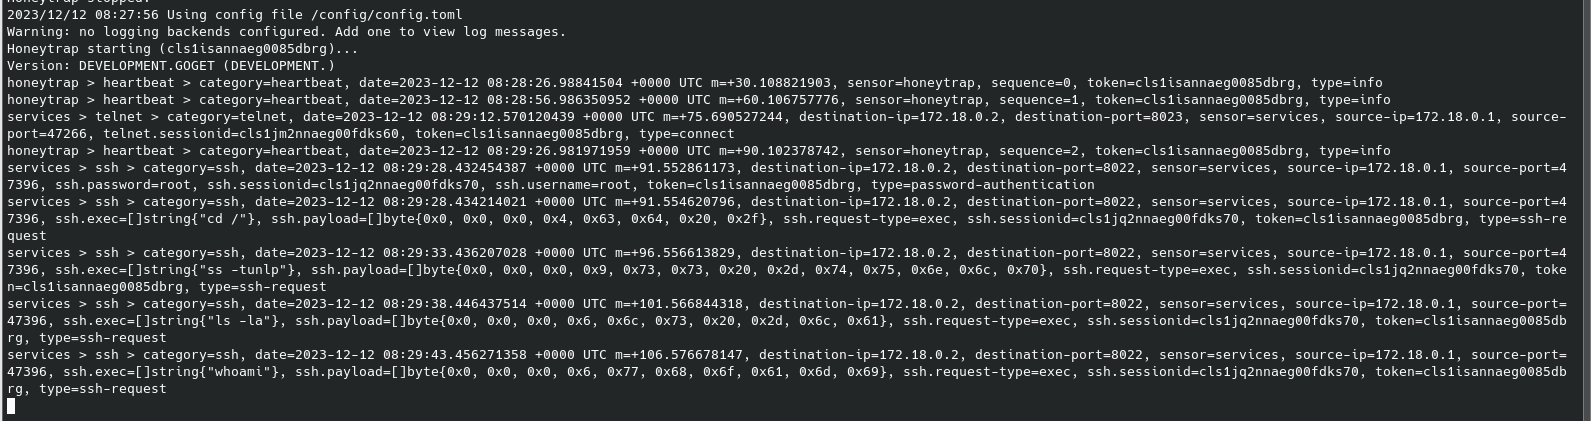 Honeytrap stopped.
2023/12/12 08:27:56 Using config file /config/config.toml
Warning: no logging backends configured. Add one to view log messages.
Honeytrap starting (cls1isannaeg0085dbrg)...
Version: DEVELOPMENT.GOGET (DEVELOPMENT.)
honeytrap > heartbeat > category=heartbeat, date=2023-12-12 08:28:26.98841504 +0000 UTC m=+30.108821903, sensor=honeytrap, sequence=0, token=cls1isannaeg0085dbrg, type=info
honeytrap > heartbeat > category=heartbeat, date=2023-12-12 08:28:56.986350952 +0000 UTC m=+60.106757776, sensor=honeytrap, sequence=1, token=cls1isannaeg0085dbrg, type=info
services > telnet > category=telnet, date=2023-12-12 08:29:12.570120439 +0000 UTC m=+75.690527244, destination-ip=172.18.0.2, destination-port=8023, sensor=services, source-ip=172.18.0.1, source-
port=47266, telnet.sessionid=cls1jm2nnaeg00fdks60, token=cls1isannaeg0085dbrg, type=connect
honeytrap > heartbeat > category=heartbeat, date=2023-12-12 08:29:26.981971959 +0000 UTC m=+90.102378742, sensor=honeytrap, sequence=2, token=cls1isannaeg0085dbrg, type=info
services > ssh > category=ssh, date=2023-12-12 08:29:28.432454387 +0000 UTC m=+91.552861173, destination-ip=172.18.0.2, destination-port=8022, sensor=services, source-ip=172.18.0.1, source-port=4
7396, ssh.password=root, ssh.sessionid=cls1jq2nnaeg00fdks70, ssh.username=root, token=cls1isannaeg0085dbrg, type=password-authentication
services > ssh > category=ssh, date=2023-12-12 08:29:28.434214021 +0000 UTC m=+91.554620796, destination-ip=172.18.0.2, destination-port=8022, sensor=services, source-ip=172.18.0.1, source-port=4
7396, ssh.exec=[]string{"cd /"}, ssh.payload=[]byte{0x0, 0x0, 0x0, 0x4, 0x63, 0x64, 0x20, 0x2f}, ssh.request-type=exec, ssh.sessionid=cls1jq2nnaeg00fdks70, token=cls1isannaeg0085dbrg, type=ssh-re
quest
services > ssh > category=ssh, date=2023-12-12 08:29:33.436207028 +0000 UTC m=+96.556613829, destination-ip=172.18.0.2, destination-port=8022, sensor=services, source-ip=172.18.0.1, source-port=4
7396, ssh.exec=[]string{"ss -tunlp"}, ssh.payload=[]byte{0x0, 0x0, 0x0, 0x9, 0x73, 0x73, 0x20, 0x2d, 0x74, 0x75, 0x6e, 0x6c, 0x70}, ssh.request-type=exec, ssh.sessionid=cls1jq2nnaeg00fdks70, toke
n=cls1isannaeg0085dbrg, type=ssh-request
services > ssh > category=ssh, date=2023-12-12 08:29:38.446437514 +0000 UTC m=+101.566844318, destination-ip=172.18.0.2, destination-port=8022, sensor=services, source-ip=172.18.0.1, source-port=
47396, ssh.exec=[]string{"ls -la"}, ssh.payload=[]byte{0x0, 0x0, 0x0, 0x6, 0x6c, 0x73, 0x20, 0x2d, 0x6c, 0x61}, ssh.request-type=exec, ssh.sessionid=cls1jq2nnaeg00fdks70, token=cls1isannaeg0085db
rg, type=ssh-request
services > ssh > category=ssh, date=2023-12-12 08:29:43.456271358 +0000 UTC m=+106.576678147, destination-ip=172.18.0.2, destination-port=8022, sensor=services, source-ip=172.18.0.1, source-port=
47396, ssh.exec=[]string{"whoami"}, ssh.payload=[]byte{0x0, 0x0, 0x0, 0x6, 0x77, 0x68, 0x6f, 0x61, 0x6d, 0x69}, ssh.request-type=exec, ssh.sessionid=cls1jq2nnaeg00fdks70, token=cls1isannaeg0085db
rg, type=ssh-request